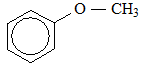 O — CH₃